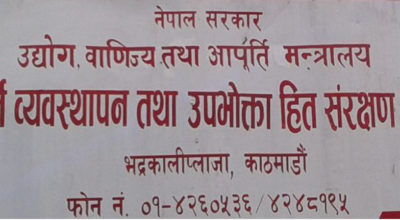 नेपाल सरकार
उद्योग, वाणिज्य तथा आपूर्ति मन्त्रालय
व्यवस्थापन तथा उपभोक्ता हित संरक्षण
भद्रकालीप्लाजा, काठमाडौं
फोन नं. ०१-४२६०५३६/४२४८१९५